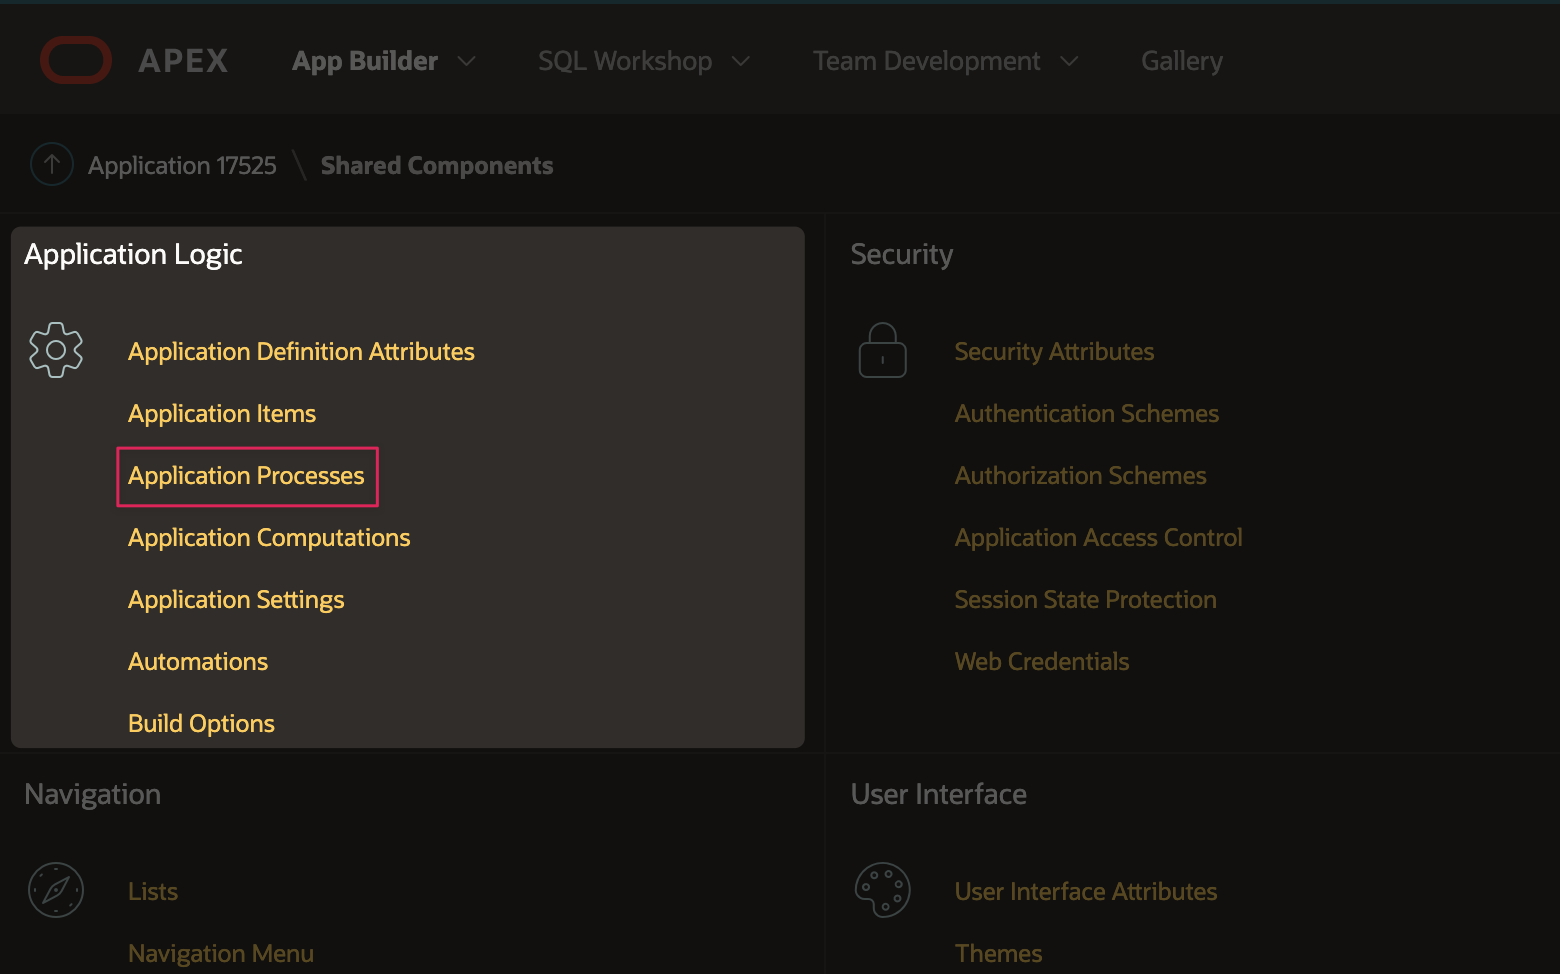 APEX App Builder SQL Workshop Team Development Gallery
Application 17525 \ Shared Components
Application Logic
Application Definition Attributes
Application Items
Application Processes
Application Computations
Application Settings
Automations
Build Options
Security
Security Attributes
Authentication Schemes
Authorization Schemes
Application Access Control
Session State Protection
Web Credentials
Navigation
Lists
Navigation Menu
User Interface
User Interface Attributes
Themes